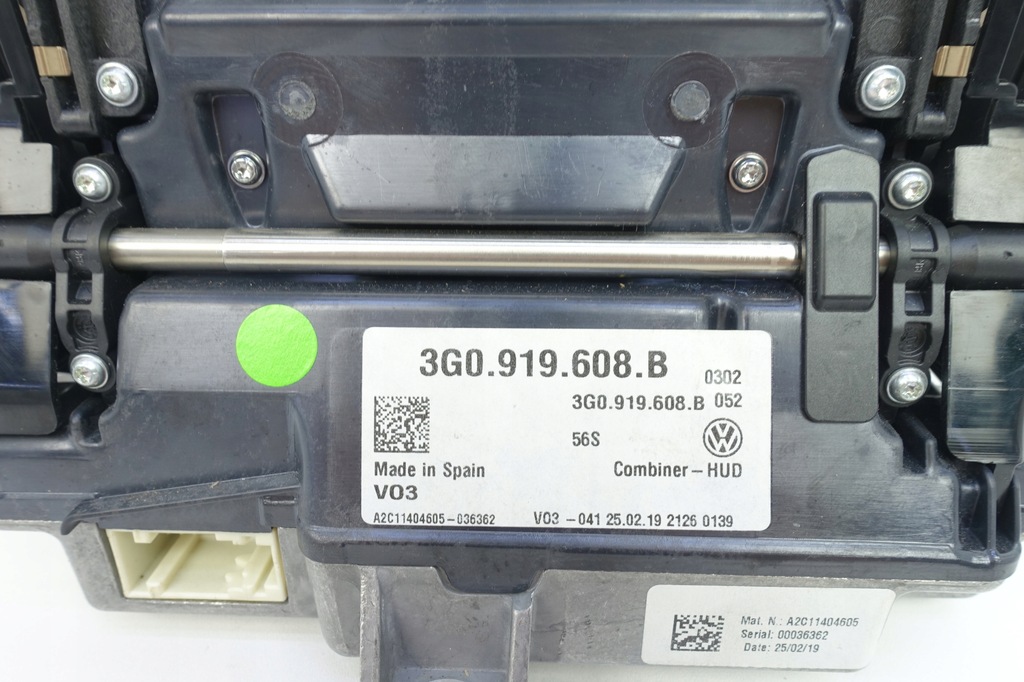 3G0.919.608.B
0302
3G0.919.608.B 052
56S
Made in Spain
Combiner-HUD
V03
A2C11404605-036362
V03 -041 25.02.19 2126 0139
Mat. N.: A2C11404605
Serial: 00036362
Date: 25/02/19